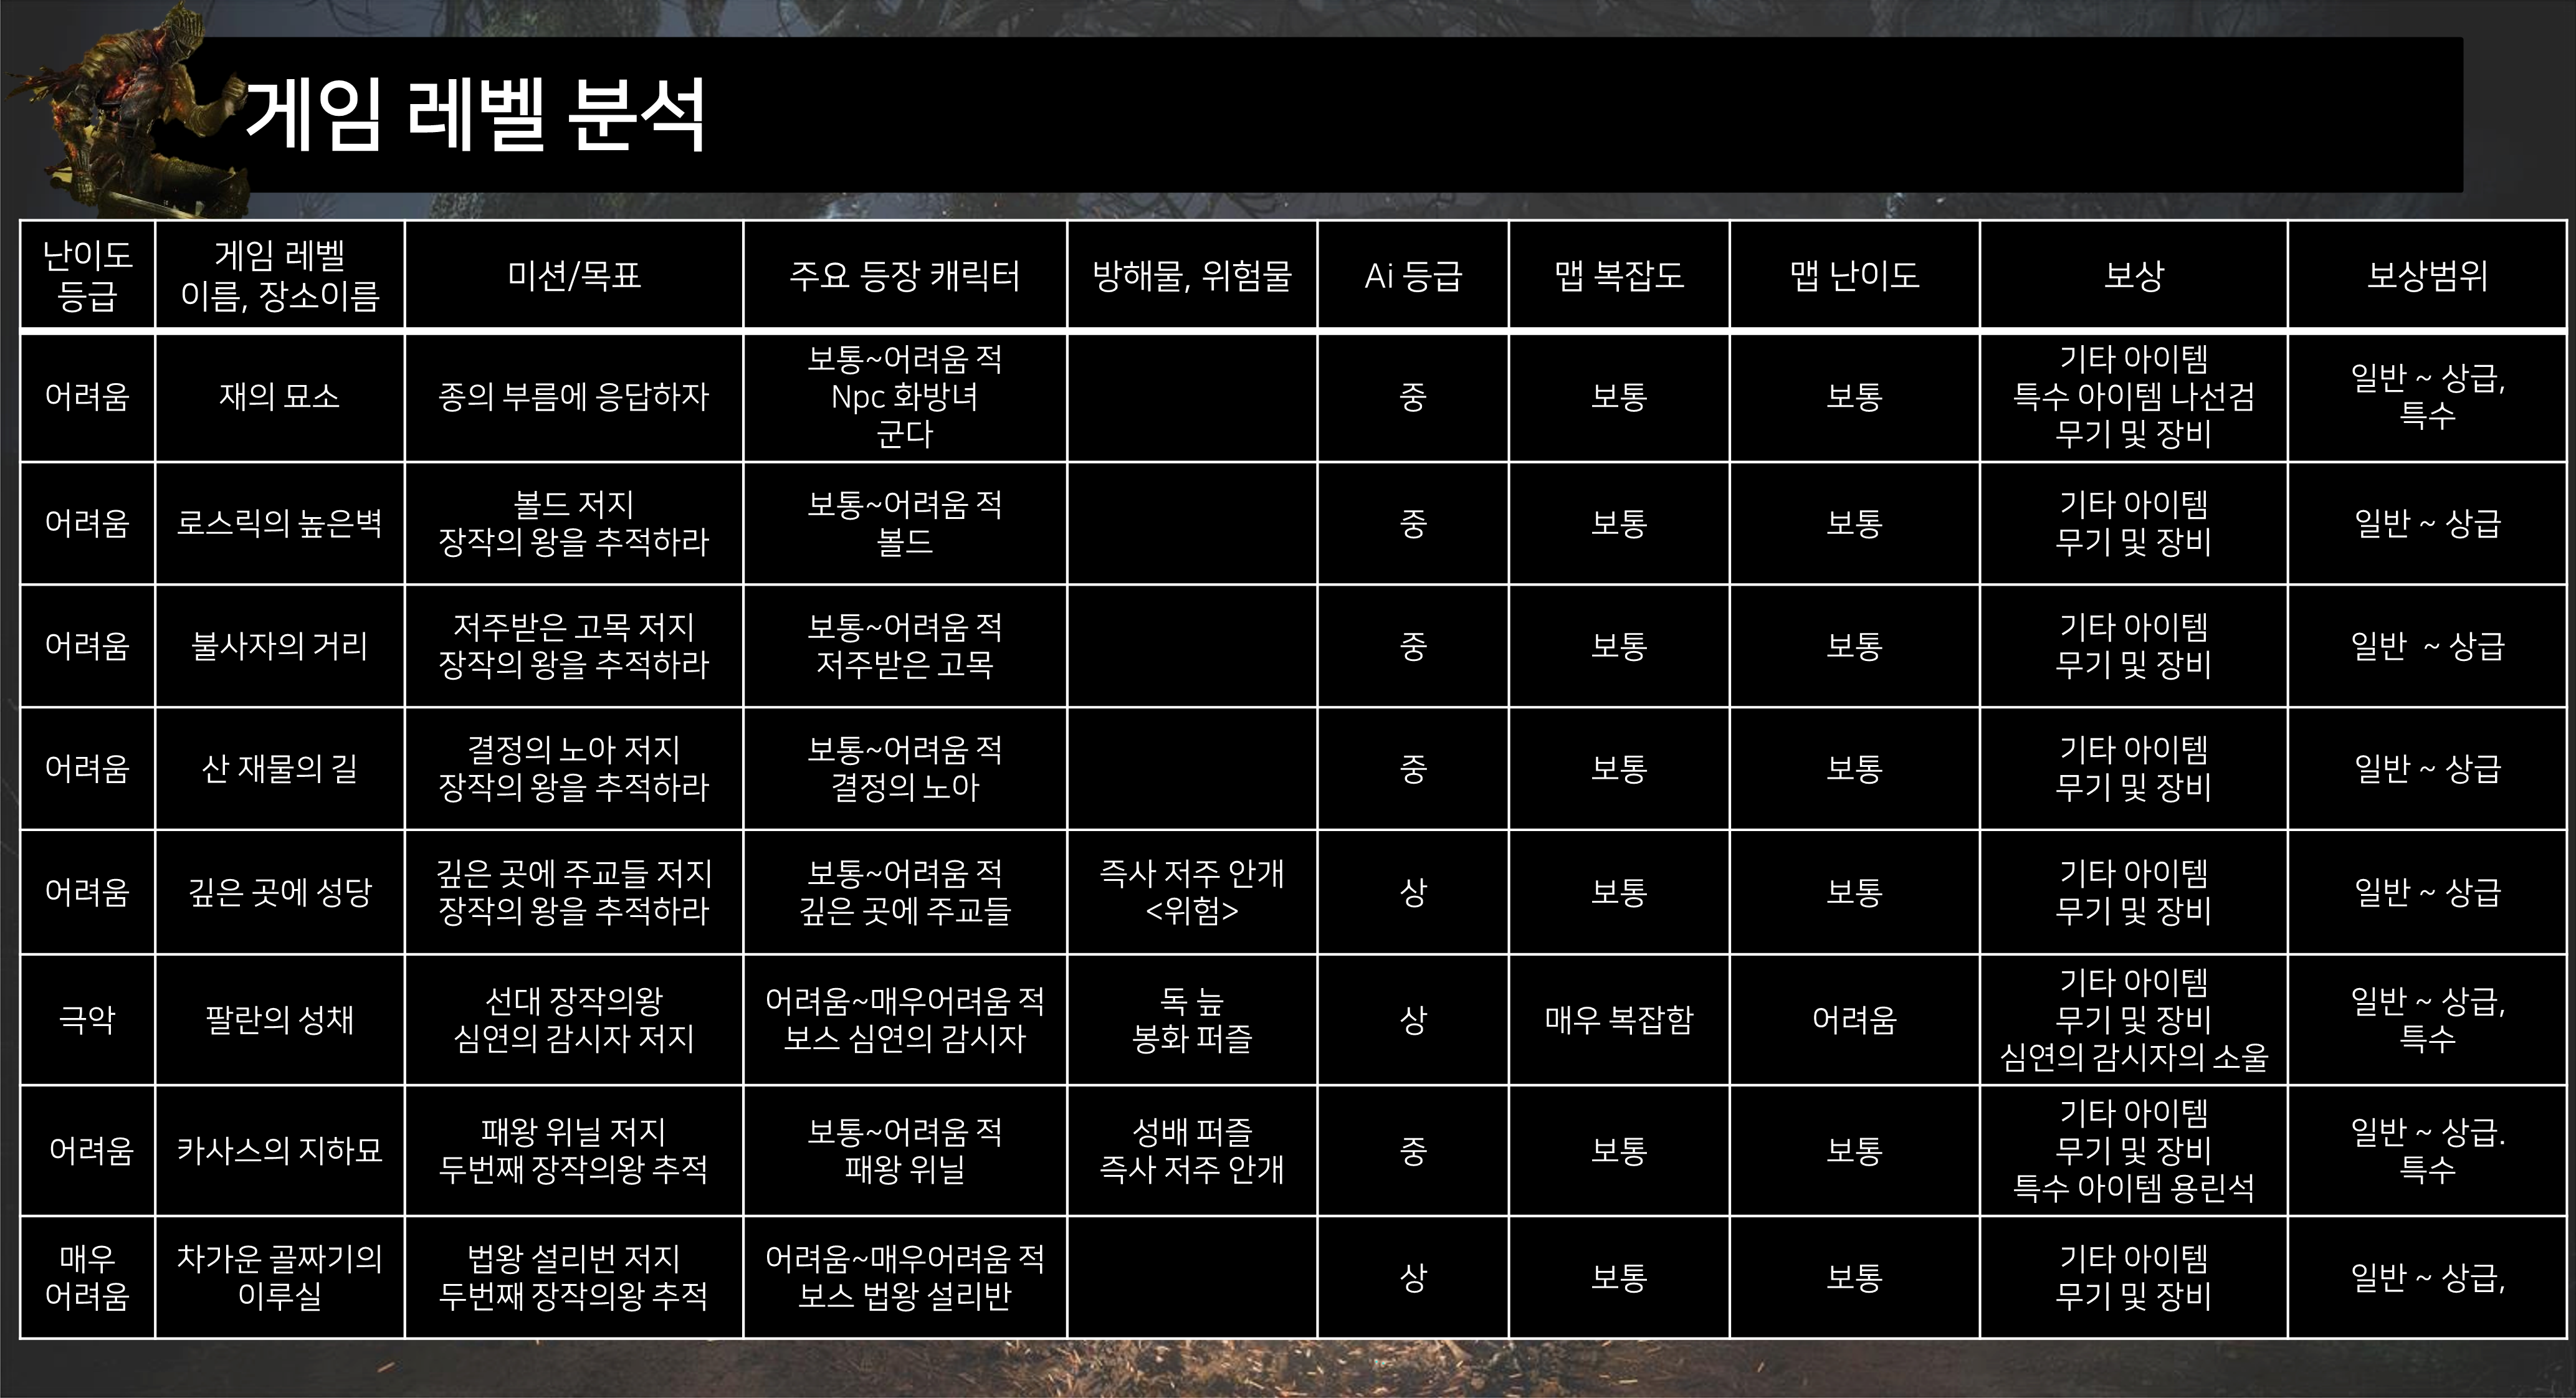 게임 레벨 분석
난이도
등급
게임 레벨
이름, 장소이름
미션/목표
주요 등장 캐릭터
방해물, 위험물
Ai 등급
맵 복잡도
맵 난이도
보상
보상범위
어려움
재의 묘소
종의 부름에 응답하자
보통~어려움 적
Npc 화방녀
군다
중
보통
보통
기타 아이템
특수 아이템 나선검
무기 및 장비
일반 ~ 상급,
특수
어려움
로스릭의 높은벽
볼드 저지
장작의 왕을 추적하라
보통~어려움 적
볼드
중
보통
보통
기타 아이템
무기 및 장비
일반 ~ 상급
어려움
불사자의 거리
저주받은 고목 저지
장작의 왕을 추적하라
보통~어려움 적
저주받은 고목
중
보통
보통
기타 아이템
무기 및 장비
일반  ~ 상급
어려움
산 재물의 길
결정의 노아 저지
장작의 왕을 추적하라
보통~어려움 적
결정의 노아
중
보통
보통
기타 아이템
무기 및 장비
일반 ~ 상급
어려움
깊은 곳에 성당
깊은 곳에 주교들 저지
장작의 왕을 추적하라
보통~어려움 적
깊은 곳에 주교들
즉사 저주 안개
<위험>
상
보통
보통
기타 아이템
무기 및 장비
일반 ~ 상급
극악
팔란의 성채
선대 장작의왕
심연의 감시자 저지
어려움~매우어려움 적
보스 심연의 감시자
독 늪
봉화 퍼즐
상
매우 복잡함
어려움
기타 아이템
무기 및 장비
심연의 감시자의 소울
일반 ~ 상급,
특수
어려움
카사스의 지하묘
패왕 위닐 저지
두번째 장작의왕 추적
보통~어려움 적
패왕 위닐
성배 퍼즐
즉사 저주 안개
중
보통
보통
기타 아이템
무기 및 장비
특수 아이템 용린석
일반 ~ 상급.
특수
매우
어려움
차가운 골짜기의
이루실
법왕 설리번 저지
두번째 장작의왕 추적
어려움~매우어려움 적
보스 법왕 설리반
상
보통
보통
기타 아이템
무기 및 장비
일반 ~ 상급,